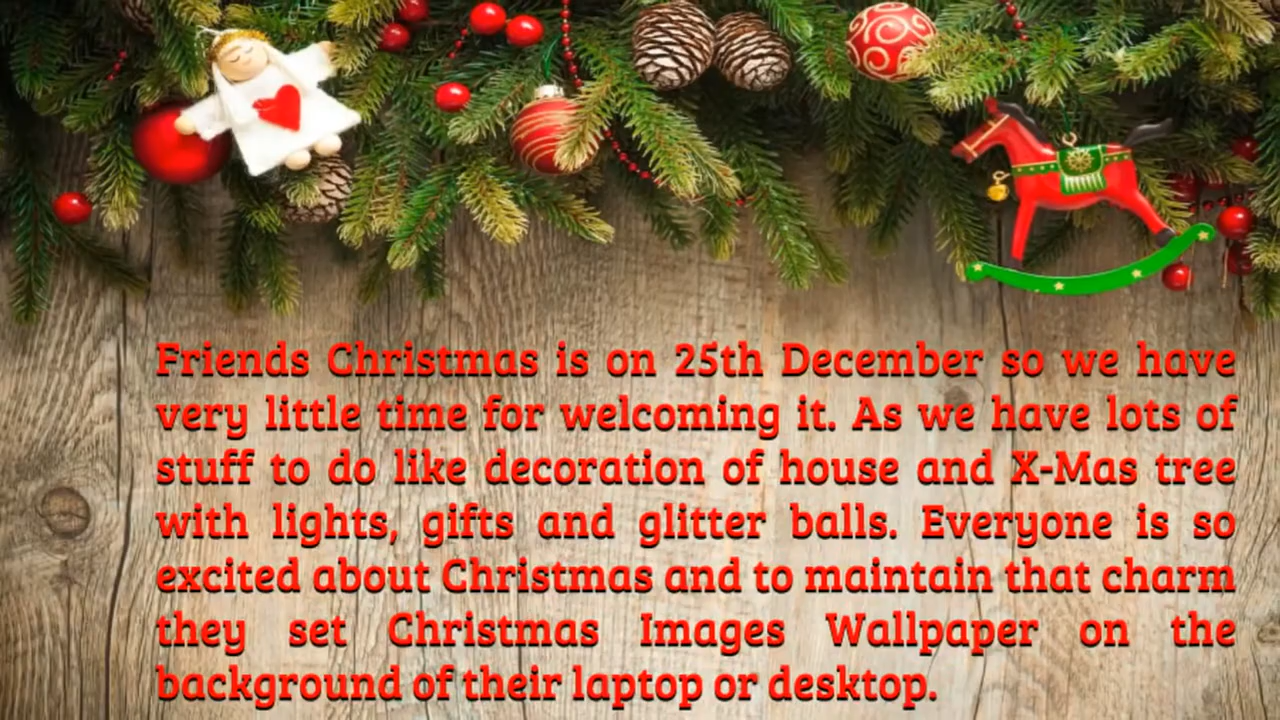 Friends Christmas is on 25th December so we have
very little time for welcoming it. As we have lots of
stuff to do like decoration of house and X-Mas tree
with lights, gifts and glitter balls. Everyone is so
excited about Christmas and to maintain that charm
they set Christmas Images Wallpaper on the
background of their laptop or desktop.